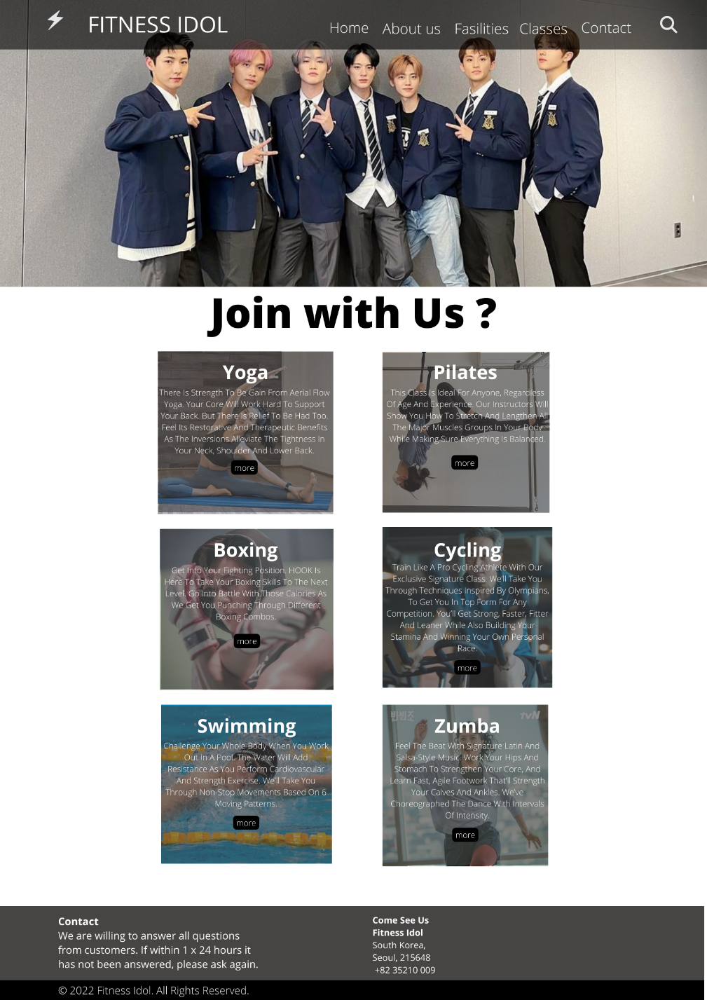 FITNESS IDOL
Home About us Fasilities Classes Contact
Join with Us ?
Yoga
There Is Strength To Be Gain From Aerial Flow
Yoga. Your Core Will Work Hard To Support
Your Back. But There Is Relief To Be Had Too.
Feel Its Restorative And Therapeutic Benefits
As The Inversions Alleviate The Tightness In
Your Neck, Shoulder And Lower Back.
more
Pilates
This Class Is Ideal For Anyone, Regardless
Of Age And Experience. Our Instructors Will
Show You How To Stretch And Lengthen All
The Major Muscles Groups In Your Body
While Making Sure Everything Is Balanced.
more
Boxing
Get Into Your Fighting Position. HOOK Is
Here To Take Your Boxing Skills To The Next
Level. Go Into Battle With Those Calories As
We Get You Punching Through Different
Boxing Combos.
more
Cycling
Train Like A Pro Cycling Athlete With Our
Exclusive Signature Class. We'll Take You
Through Techniques Inspired By Olympians,
To Get You In Top Form For Any
Competition. You'll Get Strong, Faster, Fitter
And Leaner While Also Building Your
Stamina And Winning Your Own Personal
Race.
more
Swimming
Challenge Your Whole Body When You Work
Out In A Pool. The Water Will Add
Resistance As You Perform Cardiovascular
And Strength Exercise. We'll Take You
Through Non-Stop Movements Based On 6
Moving Patterns.
more
빈센조 tvN
Zumba
Feel The Beat With Signature Latin And
Salsa-Style Music. Work Your Hips And
Stomach To Strengthen Your Core, And
Learn Fast, Agile Footwork That'll Strength
Your Calves And Ankles. We've
Choreographed The Dance With Intervals
Of Intensity.
more
Contact
We are willing to answer all questions
from customers. If within 1 x 24 hours it
has not been answered, please ask again.
Come See Us
Fitness Idol
South Korea,
Seoul, 215648
+82 35210 009
© 2022 Fitness Idol. All Rights Reserved.